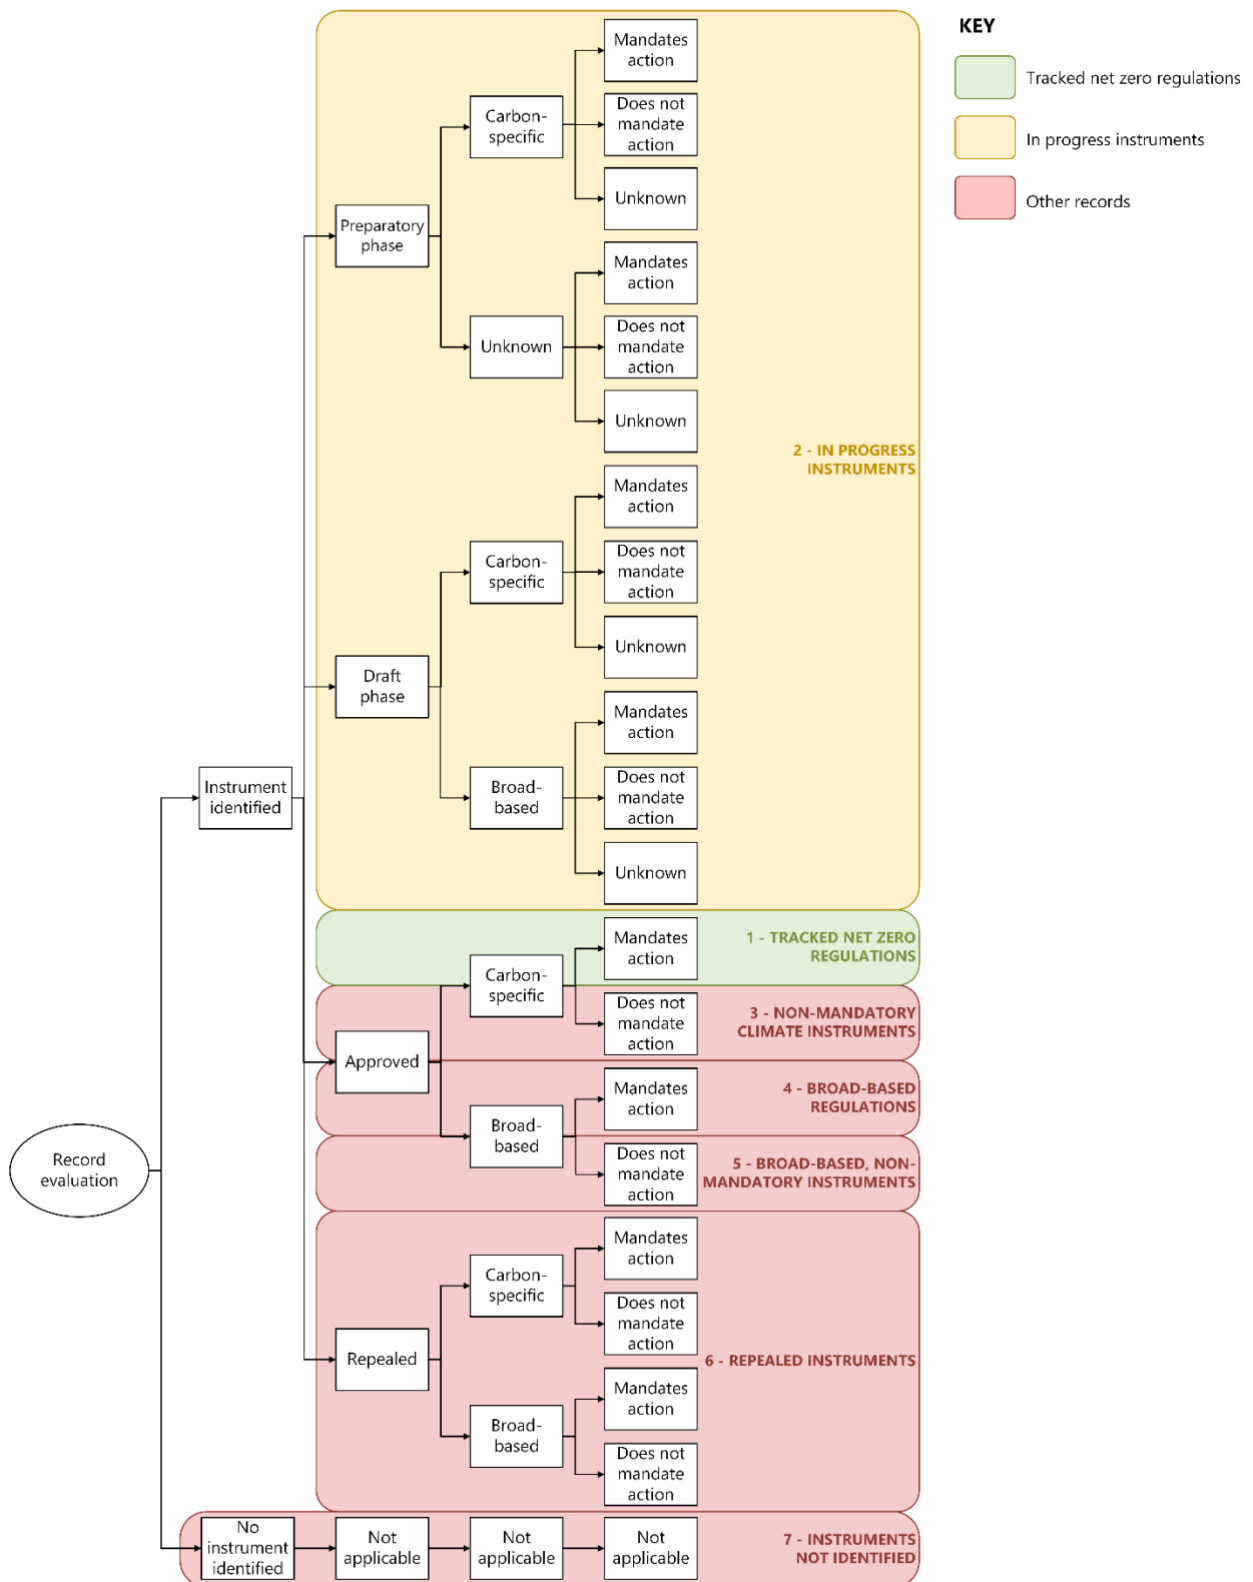 KEY
Tracked net zero regulations
In progress instruments
Other records
Mandates
action
Carbon-
specific
Does not
mandate
action
Unknown
Preparatory
phase
Mandates
action
Unknown
Does not
mandate
action
Unknown
2 - IN PROGRESS
INSTRUMENTS
Mandates
action
Carbon-
specific
Does not
mandate
action
Unknown
Draft
phase
Mandates
action
Broad-
based
Does not
mandate
action
Unknown
Instrument
identified
Mandates
action
1 - TRACKED NET ZERO
REGULATIONS
Carbon-
specific
Does not
mandate
action
3 - NON-MANDATORY
CLIMATE INSTRUMENTS
Approved
Mandates
action
4 - BROAD-BASED
REGULATIONS
Broad-
based
Does not
mandate
action
5 - BROAD-BASED, NON-
MANDATORY INSTRUMENTS
Record
evaluation
Mandates
action
Carbon-
specific
Does not
mandate
action
Repealed
6 - REPEALED INSTRUMENTS
Mandates
action
Broad-
based
Does not
mandate
action
No
instrument
identified
Not
applicable
Not
applicable
Not
applicable
7 - INSTRUMENTS
NOT IDENTIFIED